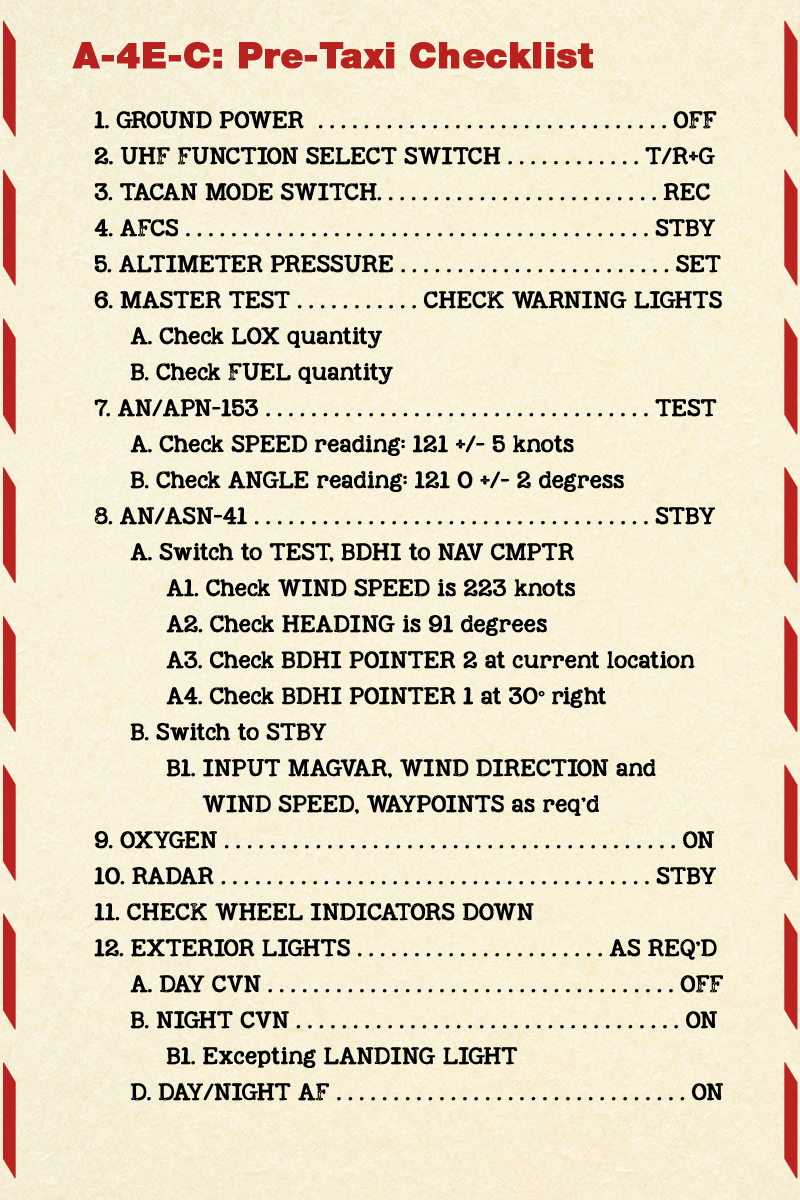 A-4E-C: Pre-Taxi Checklist
1. GROUND POWER ............................... OFF
2. UHF FUNCTION SELECT SWITCH ............ T/R+G
3. TACAN MODE SWITCH......................... REC
4. AFCS ......................................... STBY
5. ALTIMETER PRESSURE ........................ SET
6. MASTER TEST ........... CHECK WARNING LIGHTS
A. Check LOX quantity
B. Check FUEL quantity
7. AN/APN-153 .................................. TEST
A. Check SPEED reading: 121 +/- 5 knots
B. Check ANGLE reading: 121 0 +/- 2 degress
8. AN/ASN-41 ................................... STBY
A. Switch to TEST, BDHI to NAV CMPTR
A1. Check WIND SPEED is 223 knots
A2. Check HEADING is 91 degrees
A3. Check BDHI POINTER 2 at current location
A4. Check BDHI POINTER 1 at 30° right
B. Switch to STBY
B1. INPUT MAGVAR, WIND DIRECTION and
WIND SPEED, WAYPOINTS as req'd
9. OXYGEN ........................................ ON
10. RADAR ...................................... STBY
11. CHECK WHEEL INDICATORS DOWN
12. EXTERIOR LIGHTS ...................... AS REQ'D
A. DAY CVN .................................... OFF
B. NIGHT CVN .................................. ON
B1. Excepting LANDING LIGHT
D. DAY/NIGHT AF ............................... ON